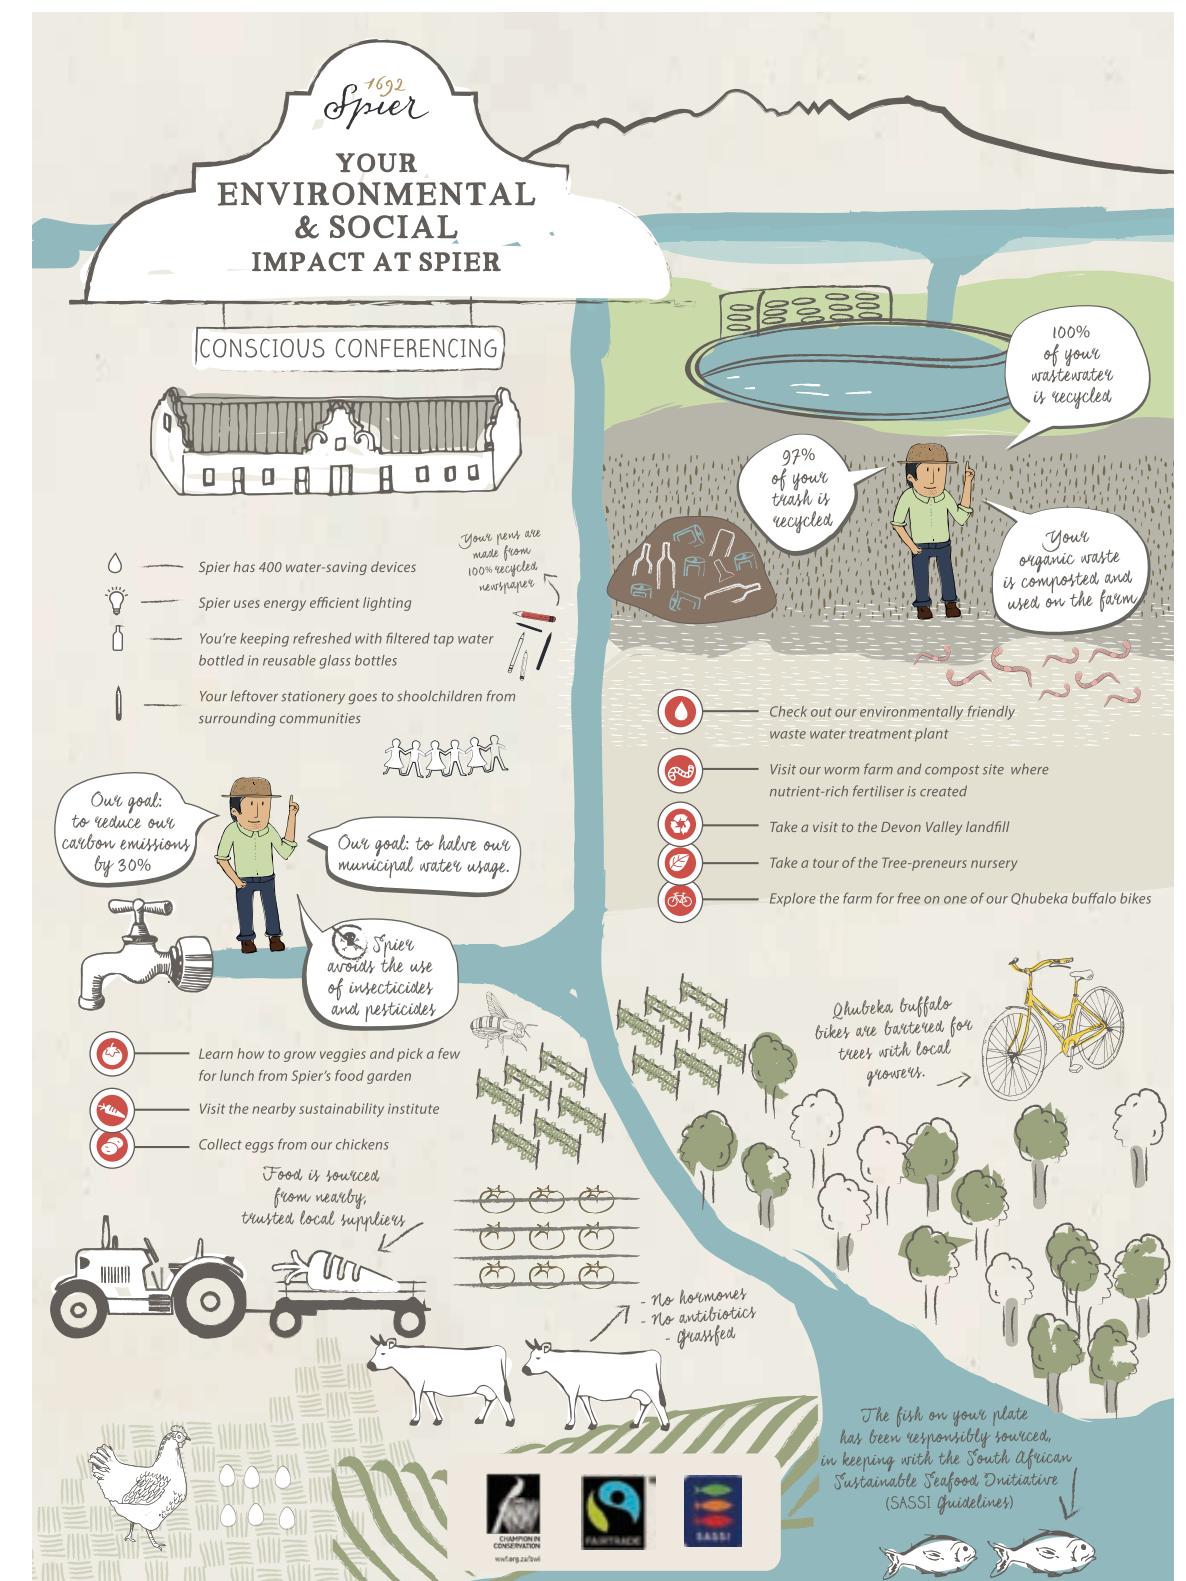 1692
Spier
YOUR
ENVIRONMENTAL
& SOCIAL
IMPACT AT SPIER
CONSCIOUS CONFERENCING
100%
of your
wastewater
is recycled
97%
of your
trash is
recycled
Your
organic waste
is composted and
used on the farm
Your pens are
made from
100% recycled
newspaper
Spier has 400 water-saving devices
Spier uses energy efficient lighting
You're keeping refreshed with filtered tap water
bottled in reusable glass bottles
Your leftover stationery goes to shoolchildren from
surrounding communities
Check out our environmentally friendly
waste water treatment plant
Visit our worm farm and compost site where
nutrient-rich fertiliser is created
Take a visit to the Devon Valley landfill
Take a tour of the Tree-preneurs nursery
Explore the farm for free on one of our Qhubeka buffalo bikes
Our goal:
to reduce our
carbon emissions
by 30%
Our goal: to halve our
municipal water usage.
Spier
avoids the use
of insecticides
and pesticides
Qhubeka buffalo
bikes are bartered for
trees with local
growers.
Learn how to grow veggies and pick a few
for lunch from Spier's food garden
Visit the nearby sustainability institute
Collect eggs from our chickens
Food is sourced
from nearby,
trusted local suppliers
- No hormones
- No antibiotics
- Grassfed
The fish on your plate
has been responsibly sourced,
in keeping with the South African
Sustainable Seafood Initiative
(SASSI Guidelines)
CHAMPION IN
CONSERVATION
wwf.org.za/bwi
FAIRTRADE
SASSI